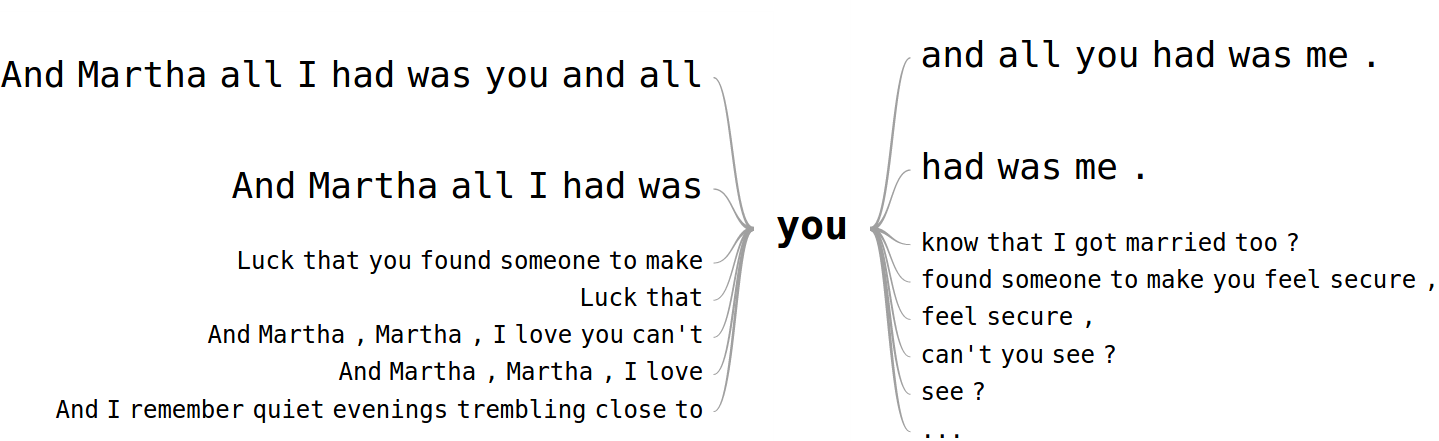 And Martha all I had was you and all
And Martha all I had was
Luck that you found someone to make
Luck that
And Martha , Martha , I love you can't
And Martha , Martha , I love
And I remember quiet evenings trembling close to
you
and all you had was me .
had was me .
know that I got married too ?
found someone to make you feel secure ,
feel secure ,
can't you see ?
see ?
...